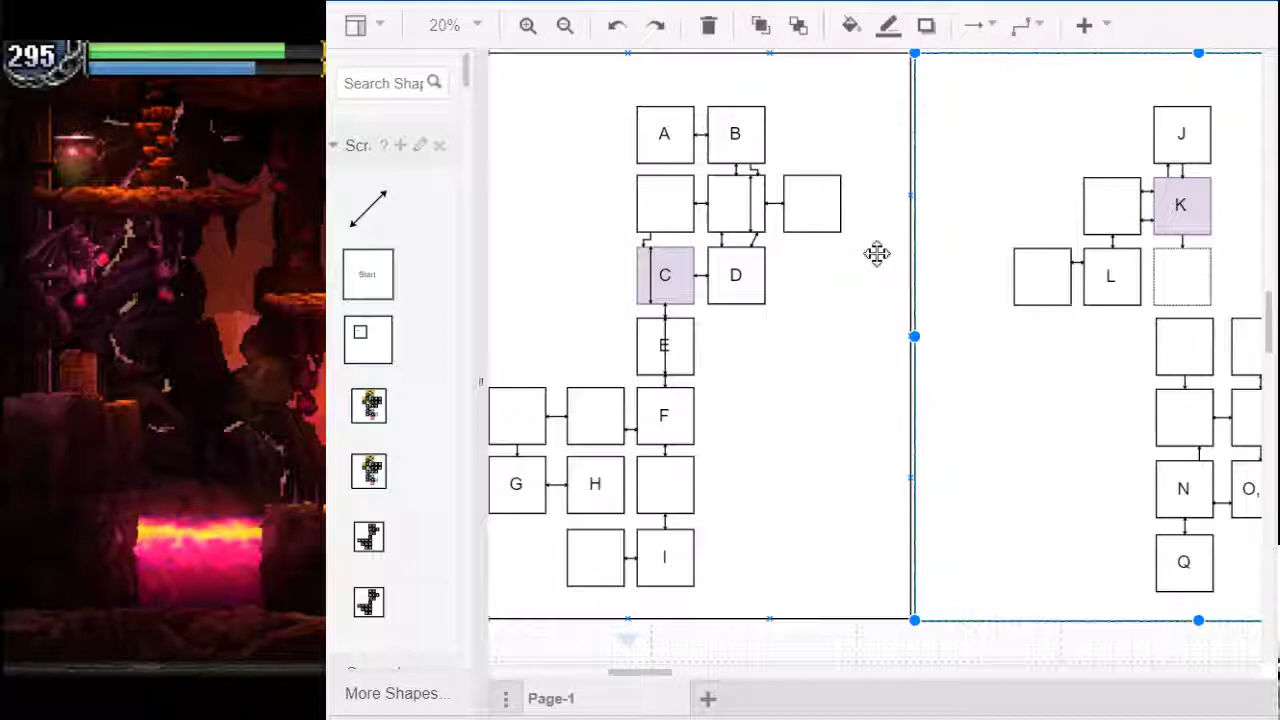 295
20%
Search Shap
Scr. ?
Start
A B
C D
E
F
G H
I
J
K
L
N O,
Q
More Shapes...
Page-1